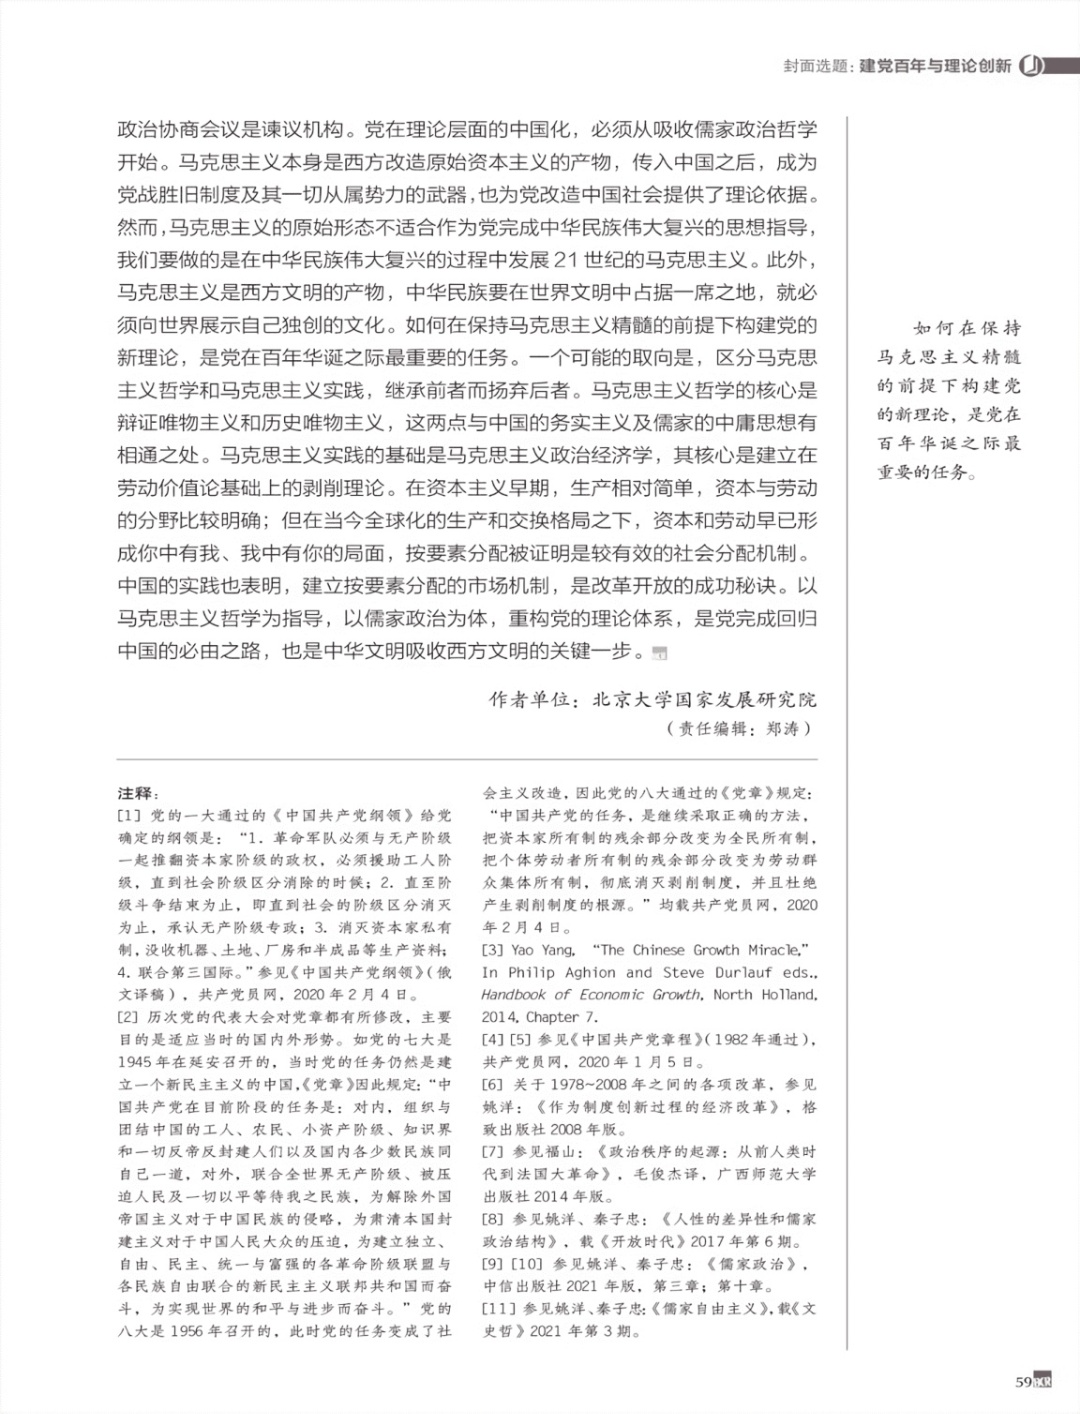 封面选题：建党百年与理论创新
政治协商会议是谏议机构。党在理论层面的中国化，必须从吸收儒家政治哲学
开始。马克思主义本身是西方改造原始资本主义的产物，传入中国之后，成为
党战胜旧制度及其一切从属势力的武器，也为党改造中国社会提供了理论依据。
然而，马克思主义的原始形态不适合作为党完成中华民族伟大复兴的思想指导，
我们要做的是在中华民族伟大复兴的过程中发展21世纪的马克思主义。此外，
马克思主义是西方文明的产物，中华民族要在世界文明中占据一席之地，就必
须向世界展示自己独创的文化。如何在保持马克思主义精髓的前提下构建党的
新理论，是党在百年华诞之际最重要的任务。一个可能的取向是，区分马克思
主义哲学和马克思主义实践，继承前者而扬弃后者。马克思主义哲学的核心是
辩证唯物主义和历史唯物主义，这两点与中国的务实主义及儒家的中庸思想有
相通之处。马克思主义实践的基础是马克思主义政治经济学，其核心是建立在
劳动价值论基础上的剥削理论。在资本主义早期，生产相对简单，资本与劳动
的分野比较明确；但在当今全球化的生产和交换格局之下，资本和劳动早已形
成你中有我、我中有你的局面，按要素分配被证明是较有效的社会分配机制。
中国的实践也表明，建立按要素分配的市场机制，是改革开放的成功秘诀。以
马克思主义哲学为指导，以儒家政治为体，重构党的理论体系，是党完成回归
中国的必由之路，也是中华文明吸收西方文明的关键一步。
作者单位：北京大学国家发展研究院
（责任编辑：郑涛）
如何在保持
马克思主义精髓
的前提下构建党
的新理论，是党在
百年华诞之际最
重要的任务。
注释：
[1] 党的一大通过的《中国共产党纲领》给党
确定的纲领是：“1. 革命军队必须与无产阶级
一起推翻资本家阶级的政权，必须援助工人阶
级，直到社会阶级区分消除的时候；2. 直至阶
级斗争结束为止，即直到社会的阶级区分消灭
为止，承认无产阶级专政；3. 消灭资本家私有
制，没收机器、土地、厂房和半成品等生产资料；
4. 联合第三国际。”参见《中国共产党纲领》（俄
文译稿），共产党员网，2020 年 2 月 4 日。
[2] 历次党的代表大会对党章都有所修改，主要
目的是适应当时的国内外形势。如党的七大是
1945 年在延安召开的，当时党的任务仍然是建
立一个新民主主义的中国，《党章》因此规定：“中
国共产党在目前阶段的任务是：对内，组织与
团结中国的工人、农民、小资产阶级、知识界
和一切反帝反封建人们以及国内各少数民族同
自己一道，对外，联合全世界无产阶级、被压
迫人民及一切以平等待我之民族，为解除外国
帝国主义对于中国民族的侵略，为肃清本国封
建主义对于中国人民大众的压迫，为建立独立、
自由、民主、统一与富强的各革命阶级联盟与
各民族自由联合的新民主主义联邦共和国而奋
斗，为实现世界的和平与进步而奋斗。”党的
八大是 1956 年召开的，此时党的任务变成了社
会主义改造，因此党的八大通过的《党章》规定：
“中国共产党的任务，是继续采取正确的方法，
把资本家所有制的残余部分改变为全民所有制，
把个体劳动者所有制的残余部分改变为劳动群
众集体所有制，彻底消灭剥削制度，并且杜绝
产生剥削制度的根源。”均载共产党员网，2020
年 2 月 4 日。
[3] Yao Yang, “The Chinese Growth Miracle,”
In Philip Aghion and Steve Durlauf eds.,
Handbook of Economic Growth, North Holland,
2014, Chapter 7.
[4] [5] 参见《中国共产党章程》（1982 年通过），
共产党员网，2020 年 1 月 5 日。
[6] 关于 1978~2008 年之间的各项改革，参见
姚洋：《作为制度创新过程的经济改革》，格
致出版社 2008 年版。
[7] 参见福山：《政治秩序的起源：从前人类时
代到法国大革命》，毛俊杰译，广西师范大学
出版社 2014 年版。
[8] 参见姚洋、秦子忠：《人性的差异性和儒家
政治结构》，载《开放时代》2017 年第 6 期。
[9] [10] 参见姚洋、秦子忠：《儒家政治》，
中信出版社 2021 年版，第三章；第十章。
[11] 参见姚洋、秦子忠：《儒家自由主义》，载《文
史哲》2021 年第 3 期。
59